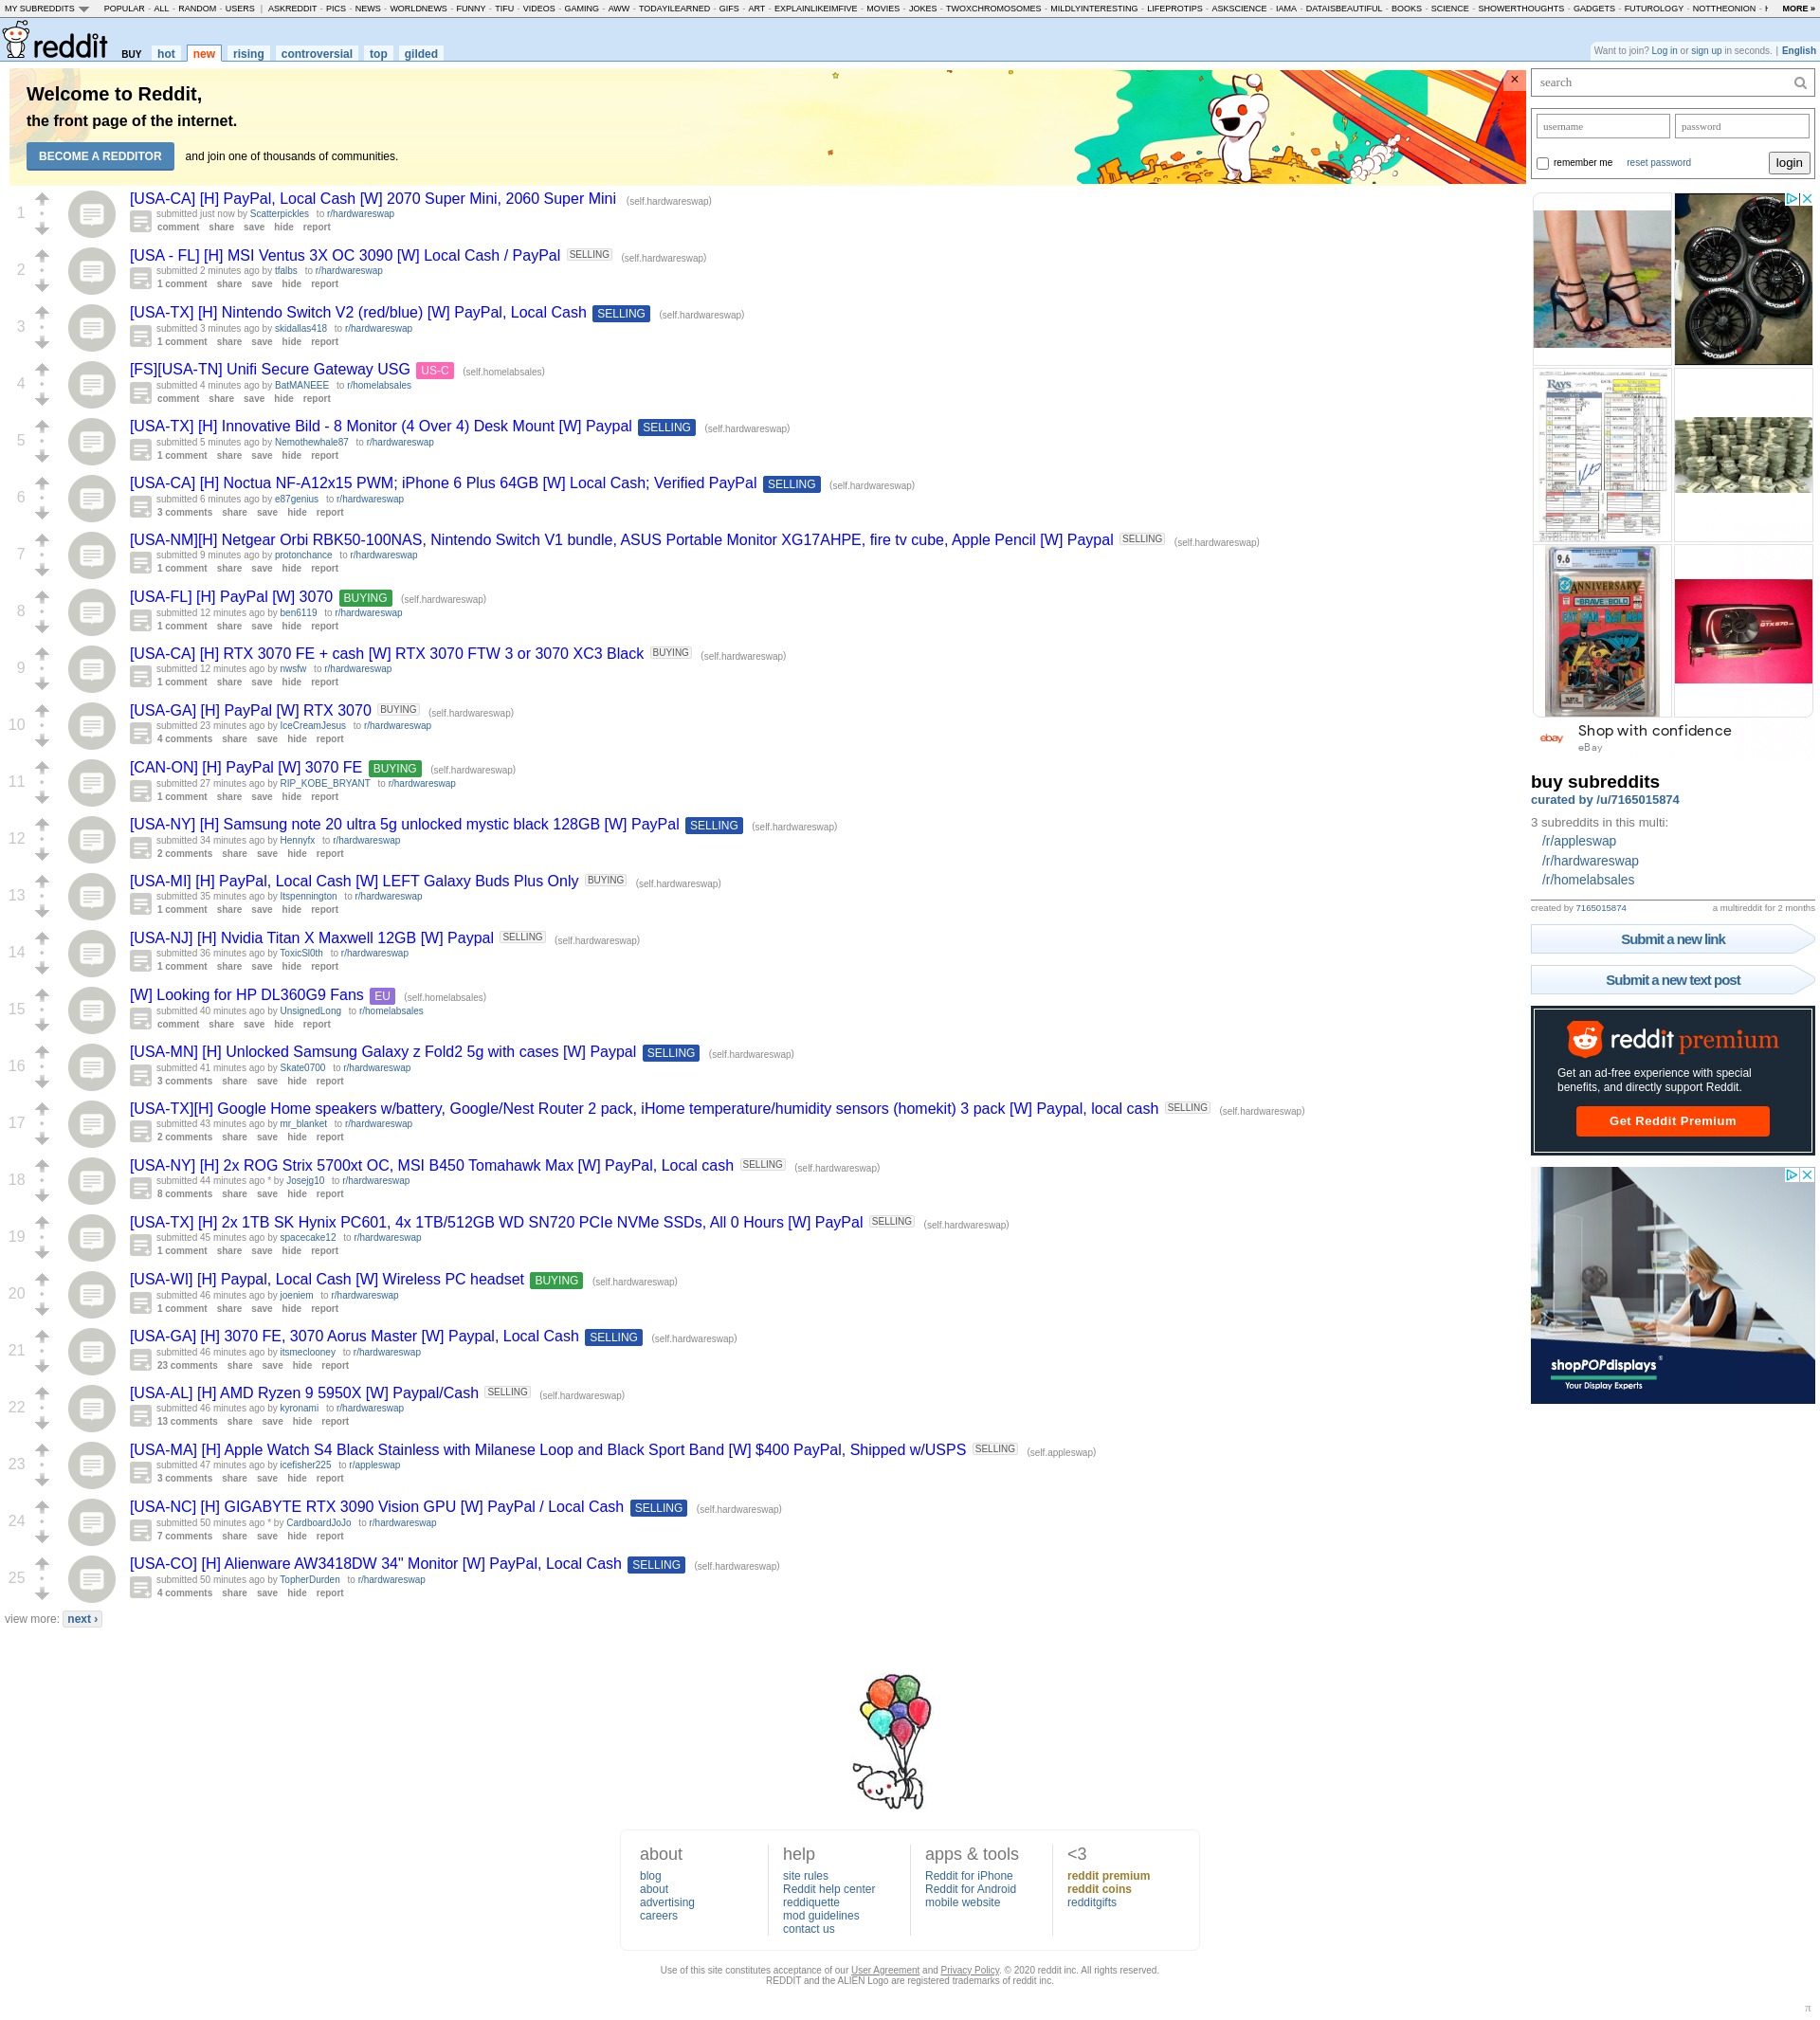 MY SUBREDDITS POPULAR - ALL - RANDOM - USERS | ASKREDDIT - PICS - NEWS - WORLDNEWS - FUNNY - TIFU - VIDEOS - GAMING - AWW - TODAYILEARNED - GIFS - ART - EXPLAINLIKEIMFIVE - MOVIES - JOKES - TWOXCHROMOSOMES - MILDLYINTERESTING - LIFEPROTIPS - ASKSCIENCE - IAMA - DATAISBEAUTIFUL - BOOKS - SCIENCE - SHOWERTHOUGHTS - GADGETS - FUTUROLOGY - NOTTHEONION - MORE »
reddit BUY hot new rising controversial top gilded
Want to join? Log in or sign up in seconds. | English
Welcome to Reddit,
the front page of the internet.
BECOME A REDDITOR and join one of thousands of communities.
×
1
[USA-CA] [H] PayPal, Local Cash [W] 2070 Super Mini, 2060 Super Mini (self.hardwareswap)
submitted just now by Scatterpickles to r/hardwareswap
comment share save hide report
2
[USA - FL] [H] MSI Ventus 3X OC 3090 [W] Local Cash / PayPal SELLING (self.hardwareswap)
submitted 2 minutes ago by tfalbs to r/hardwareswap
1 comment share save hide report
3
[USA-TX] [H] Nintendo Switch V2 (red/blue) [W] PayPal, Local Cash SELLING (self.hardwareswap)
submitted 3 minutes ago by skidallas418 to r/hardwareswap
1 comment share save hide report
4
[FS][USA-TN] Unifi Secure Gateway USG US-C (self.homelabsales)
submitted 4 minutes ago by BatMANEEE to r/homelabsales
comment share save hide report
5
[USA-TX] [H] Innovative Bild - 8 Monitor (4 Over 4) Desk Mount [W] Paypal SELLING (self.hardwareswap)
submitted 5 minutes ago by Nemothewhale87 to r/hardwareswap
1 comment share save hide report
6
[USA-CA] [H] Noctua NF-A12x15 PWM; iPhone 6 Plus 64GB [W] Local Cash; Verified PayPal SELLING (self.hardwareswap)
submitted 6 minutes ago by e87genius to r/hardwareswap
3 comments share save hide report
7
[USA-NM][H] Netgear Orbi RBK50-100NAS, Nintendo Switch V1 bundle, ASUS Portable Monitor XG17AHPE, fire tv cube, Apple Pencil [W] Paypal SELLING (self.hardwareswap)
submitted 9 minutes ago by protonchance to r/hardwareswap
1 comment share save hide report
8
[USA-FL] [H] PayPal [W] 3070 BUYING (self.hardwareswap)
submitted 12 minutes ago by ben6119 to r/hardwareswap
1 comment share save hide report
9
[USA-CA] [H] RTX 3070 FE + cash [W] RTX 3070 FTW 3 or 3070 XC3 Black BUYING (self.hardwareswap)
submitted 12 minutes ago by nwsfw to r/hardwareswap
1 comment share save hide report
10
[USA-GA] [H] PayPal [W] RTX 3070 BUYING (self.hardwareswap)
submitted 23 minutes ago by IceCreamJesus to r/hardwareswap
4 comments share save hide report
11
[CAN-ON] [H] PayPal [W] 3070 FE BUYING (self.hardwareswap)
submitted 27 minutes ago by RIP_KOBE_BRYANT to r/hardwareswap
1 comment share save hide report
12
[USA-NY] [H] Samsung note 20 ultra 5g unlocked mystic black 128GB [W] PayPal SELLING (self.hardwareswap)
submitted 34 minutes ago by Hennyfx to r/hardwareswap
2 comments share save hide report
13
[USA-MI] [H] PayPal, Local Cash [W] LEFT Galaxy Buds Plus Only BUYING (self.hardwareswap)
submitted 35 minutes ago by Itspennington to r/hardwareswap
1 comment share save hide report
14
[USA-NJ] [H] Nvidia Titan X Maxwell 12GB [W] Paypal SELLING (self.hardwareswap)
submitted 36 minutes ago by ToxicSl0th to r/hardwareswap
1 comment share save hide report
15
[W] Looking for HP DL360G9 Fans EU (self.homelabsales)
submitted 40 minutes ago by UnsignedLong to r/homelabsales
comment share save hide report
16
[USA-MN] [H] Unlocked Samsung Galaxy z Fold2 5g with cases [W] Paypal SELLING (self.hardwareswap)
submitted 41 minutes ago by Skate0700 to r/hardwareswap
3 comments share save hide report
17
[USA-TX][H] Google Home speakers w/battery, Google/Nest Router 2 pack, iHome temperature/humidity sensors (homekit) 3 pack [W] Paypal, local cash SELLING (self.hardwareswap)
submitted 43 minutes ago by mr_blanket to r/hardwareswap
2 comments share save hide report
18
[USA-NY] [H] 2x ROG Strix 5700xt OC, MSI B450 Tomahawk Max [W] PayPal, Local cash SELLING (self.hardwareswap)
submitted 44 minutes ago * by Josejg10 to r/hardwareswap
8 comments share save hide report
19
[USA-TX] [H] 2x 1TB SK Hynix PC601, 4x 1TB/512GB WD SN720 PCIe NVMe SSDs, All 0 Hours [W] PayPal SELLING (self.hardwareswap)
submitted 45 minutes ago by spacecake12 to r/hardwareswap
1 comment share save hide report
20
[USA-WI] [H] Paypal, Local Cash [W] Wireless PC headset BUYING (self.hardwareswap)
submitted 46 minutes ago by joeniem to r/hardwareswap
1 comment share save hide report
21
[USA-GA] [H] 3070 FE, 3070 Aorus Master [W] Paypal, Local Cash SELLING (self.hardwareswap)
submitted 46 minutes ago by itsmeclooney to r/hardwareswap
23 comments share save hide report
22
[USA-AL] [H] AMD Ryzen 9 5950X [W] Paypal/Cash SELLING (self.hardwareswap)
submitted 46 minutes ago by kyronami to r/hardwareswap
13 comments share save hide report
23
[USA-MA] [H] Apple Watch S4 Black Stainless with Milanese Loop and Black Sport Band [W] $400 PayPal, Shipped w/USPS SELLING (self.appleswap)
submitted 47 minutes ago by icefisher225 to r/appleswap
3 comments share save hide report
24
[USA-NC] [H] GIGABYTE RTX 3090 Vision GPU [W] PayPal / Local Cash SELLING (self.hardwareswap)
submitted 50 minutes ago * by CardboardJoJo to r/hardwareswap
7 comments share save hide report
25
[USA-CO] [H] Alienware AW3418DW 34" Monitor [W] PayPal, Local Cash SELLING (self.hardwareswap)
submitted 50 minutes ago by TopherDurden to r/hardwareswap
4 comments share save hide report
view more: next ›
search
username password
remember me reset password login
Rays
9.6
ANNIVERSARY
THE BRAVE and the BOLD
GTX570
ebay Shop with confidence
eBay
buy subreddits
curated by /u/7165015874
3 subreddits in this multi:
/r/appleswap
/r/hardwareswap
/r/homelabsales
created by 7165015874 a multireddit for 2 months
Submit a new link
Submit a new text post
reddit premium
Get an ad-free experience with special
benefits, and directly support Reddit.
Get Reddit Premium
shopPOPdisplays®
Your Display Experts
about
blog
about
advertising
careers
help
site rules
Reddit help center
reddiquette
mod guidelines
contact us
apps & tools
Reddit for iPhone
Reddit for Android
mobile website
<3
reddit premium
reddit coins
redditgifts
Use of this site constitutes acceptance of our User Agreement and Privacy Policy. © 2020 reddit inc. All rights reserved.
REDDIT and the ALIEN Logo are registered trademarks of reddit inc.
π